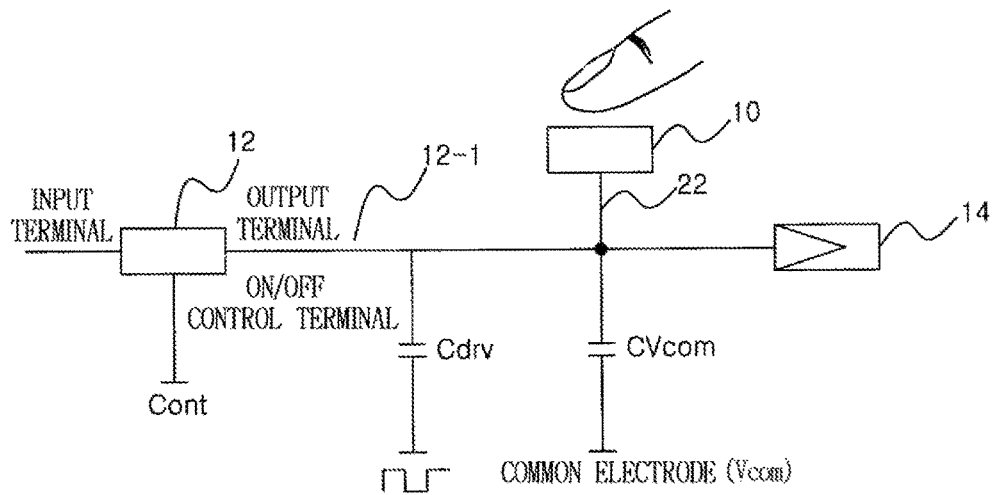 10
12
12-1
22
INPUT
TERMINAL
OUTPUT
TERMINAL
14
ON/OFF
CONTROL TERMINAL
Cdrv
CVcom
Cont
COMMON ELECTRODE (Vcom)